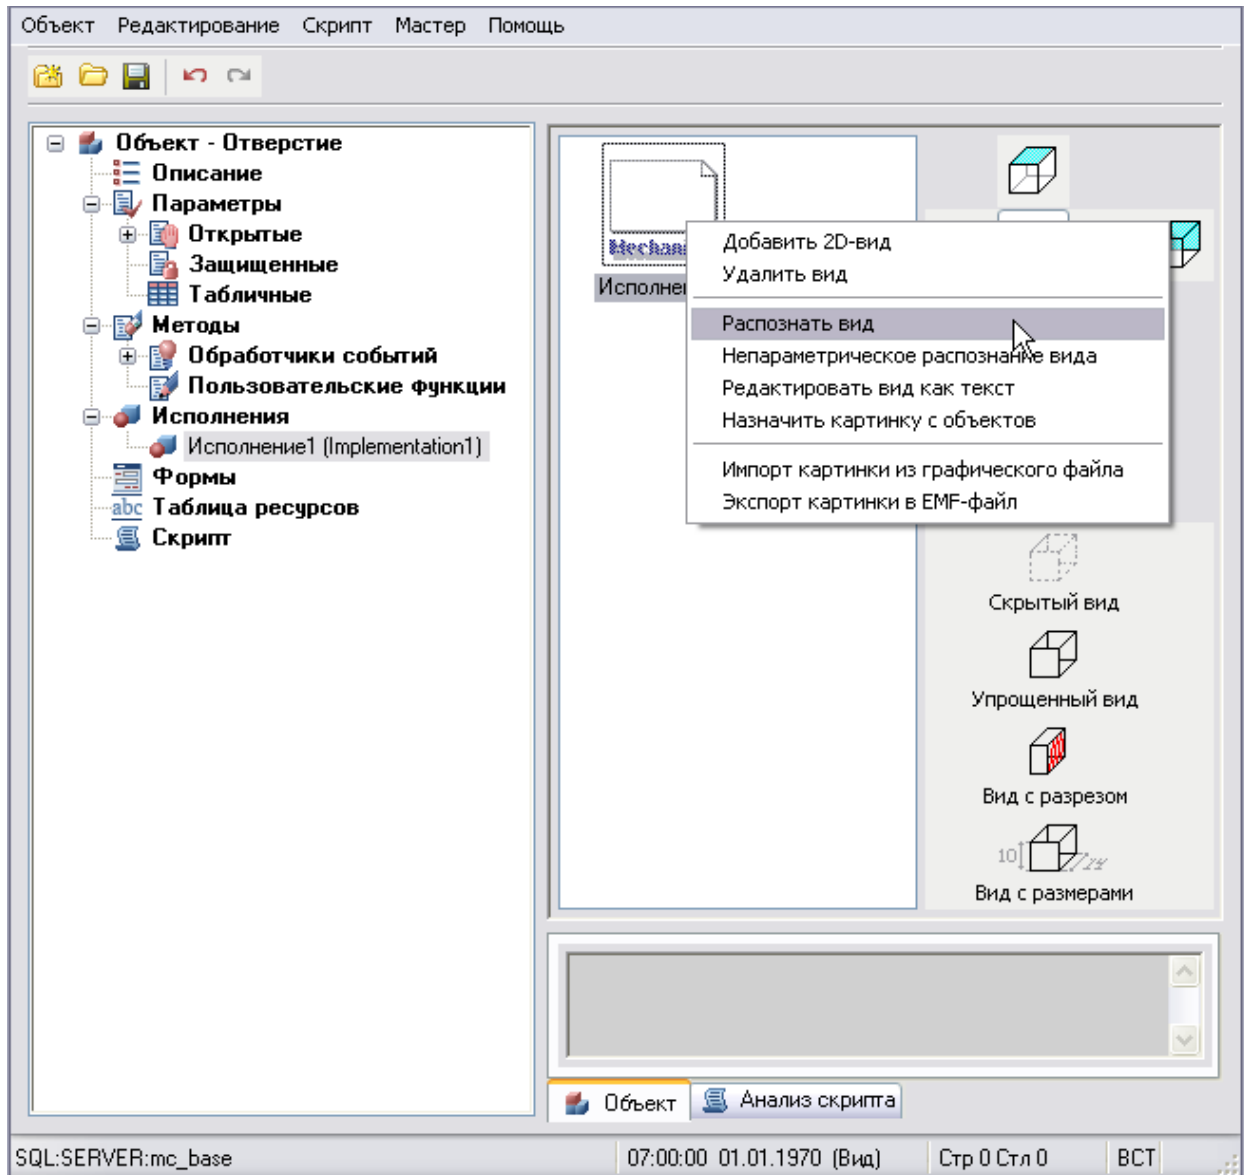 Объект Редактирование Скрипт Мастер Помощь
Объект - Отверстие
Описание
Параметры
Открытые
Защищенные
Табличные
Методы
Обработчики событий
Пользовательские функции
Исполнения
Исполнение1 (Implementation1)
Формы
abc Таблица ресурсов
Скрипт
Добавить 2D-вид
Удалить вид
Распознать вид
Непараметрическое распознание вида
Редактировать вид как текст
Назначить картинку с объектов
Импорт картинки из графического файла
Экспорт картинки в EMF-файл
Скрытый вид
Упрощенный вид
Вид с разрезом
10
Вид с размерами
Объект Анализ скрипта
SQL:SERVER:mc_base 07:00:00 01.01.1970 (Вид) Стр 0 Стл 0 ВСТ